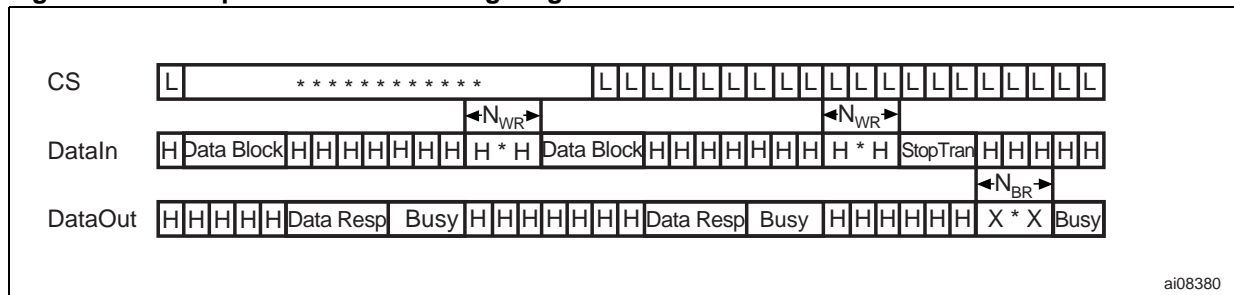 CS L * * * * * * * * * * * * L L L L L L L L L L L L L L L L L L L L
NWR NWR
DataIn H Data Block H H H H H H H H * H Data Block H H H H H H H H * H StopTran H H H H H
NBR
DataOut H H H H H Data Resp Busy H H H H H H H Data Resp Busy H H H H H H X * X Busy
ai08380